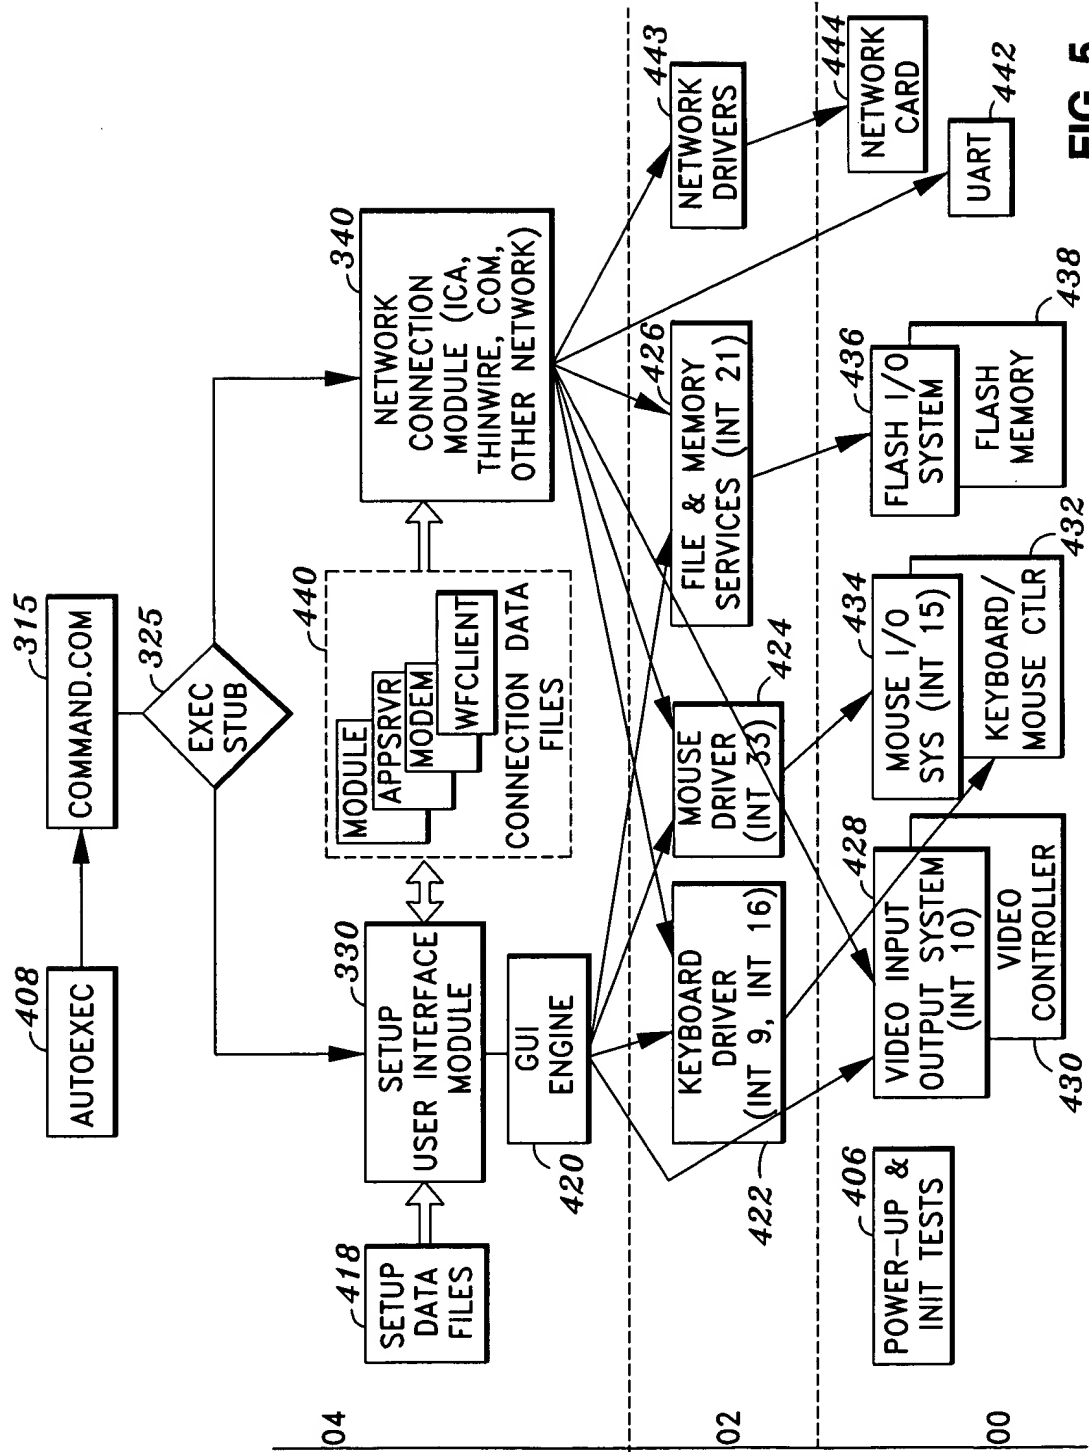 408
AUTOEXEC
315
COMMAND.COM
325
EXEC
STUB
04
418
SETUP
DATA
FILES
330
SETUP
USER INTERFACE
MODULE
420
GUI
ENGINE
440
MODULE
APPSRVR
MODEM
WFCLIENT
CONNECTION DATA
FILES
340
NETWORK
CONNECTION
MODULE (ICA,
THINWIRE, COM,
OTHER NETWORK)
02
422
KEYBOARD
DRIVER
(INT 9, INT 16)
424
MOUSE
DRIVER
(INT 33)
426
FILE & MEMORY
SERVICES (INT 21)
443
NETWORK
DRIVERS
00
406
POWER-UP &
INIT TESTS
428
VIDEO INPUT
OUTPUT SYSTEM
(INT 10)
430
VIDEO
CONTROLLER
434
MOUSE I/O
SYS (INT 15)
432
KEYBOARD/
MOUSE CTLR
436
FLASH I/O
SYSTEM
438
FLASH
MEMORY
444
NETWORK
CARD
442
UART
FIG. 5